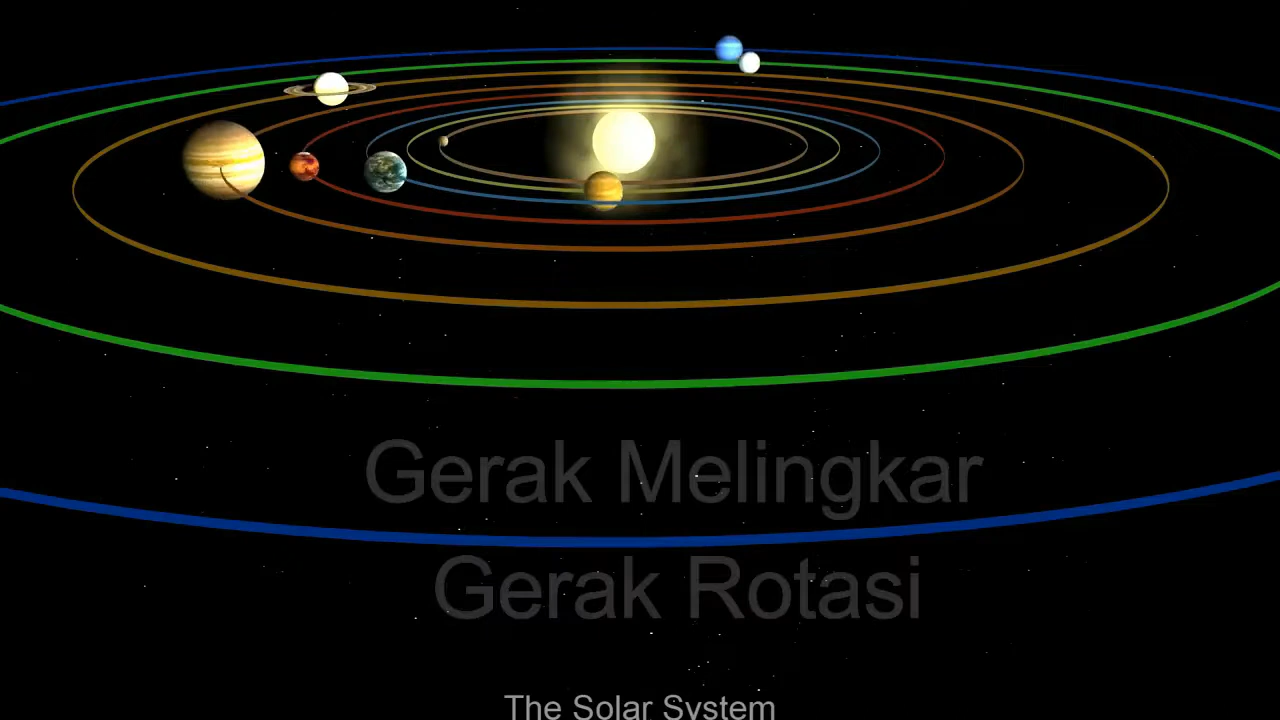 Gerak Melingkar
Gerak Rotasi
The Solar System